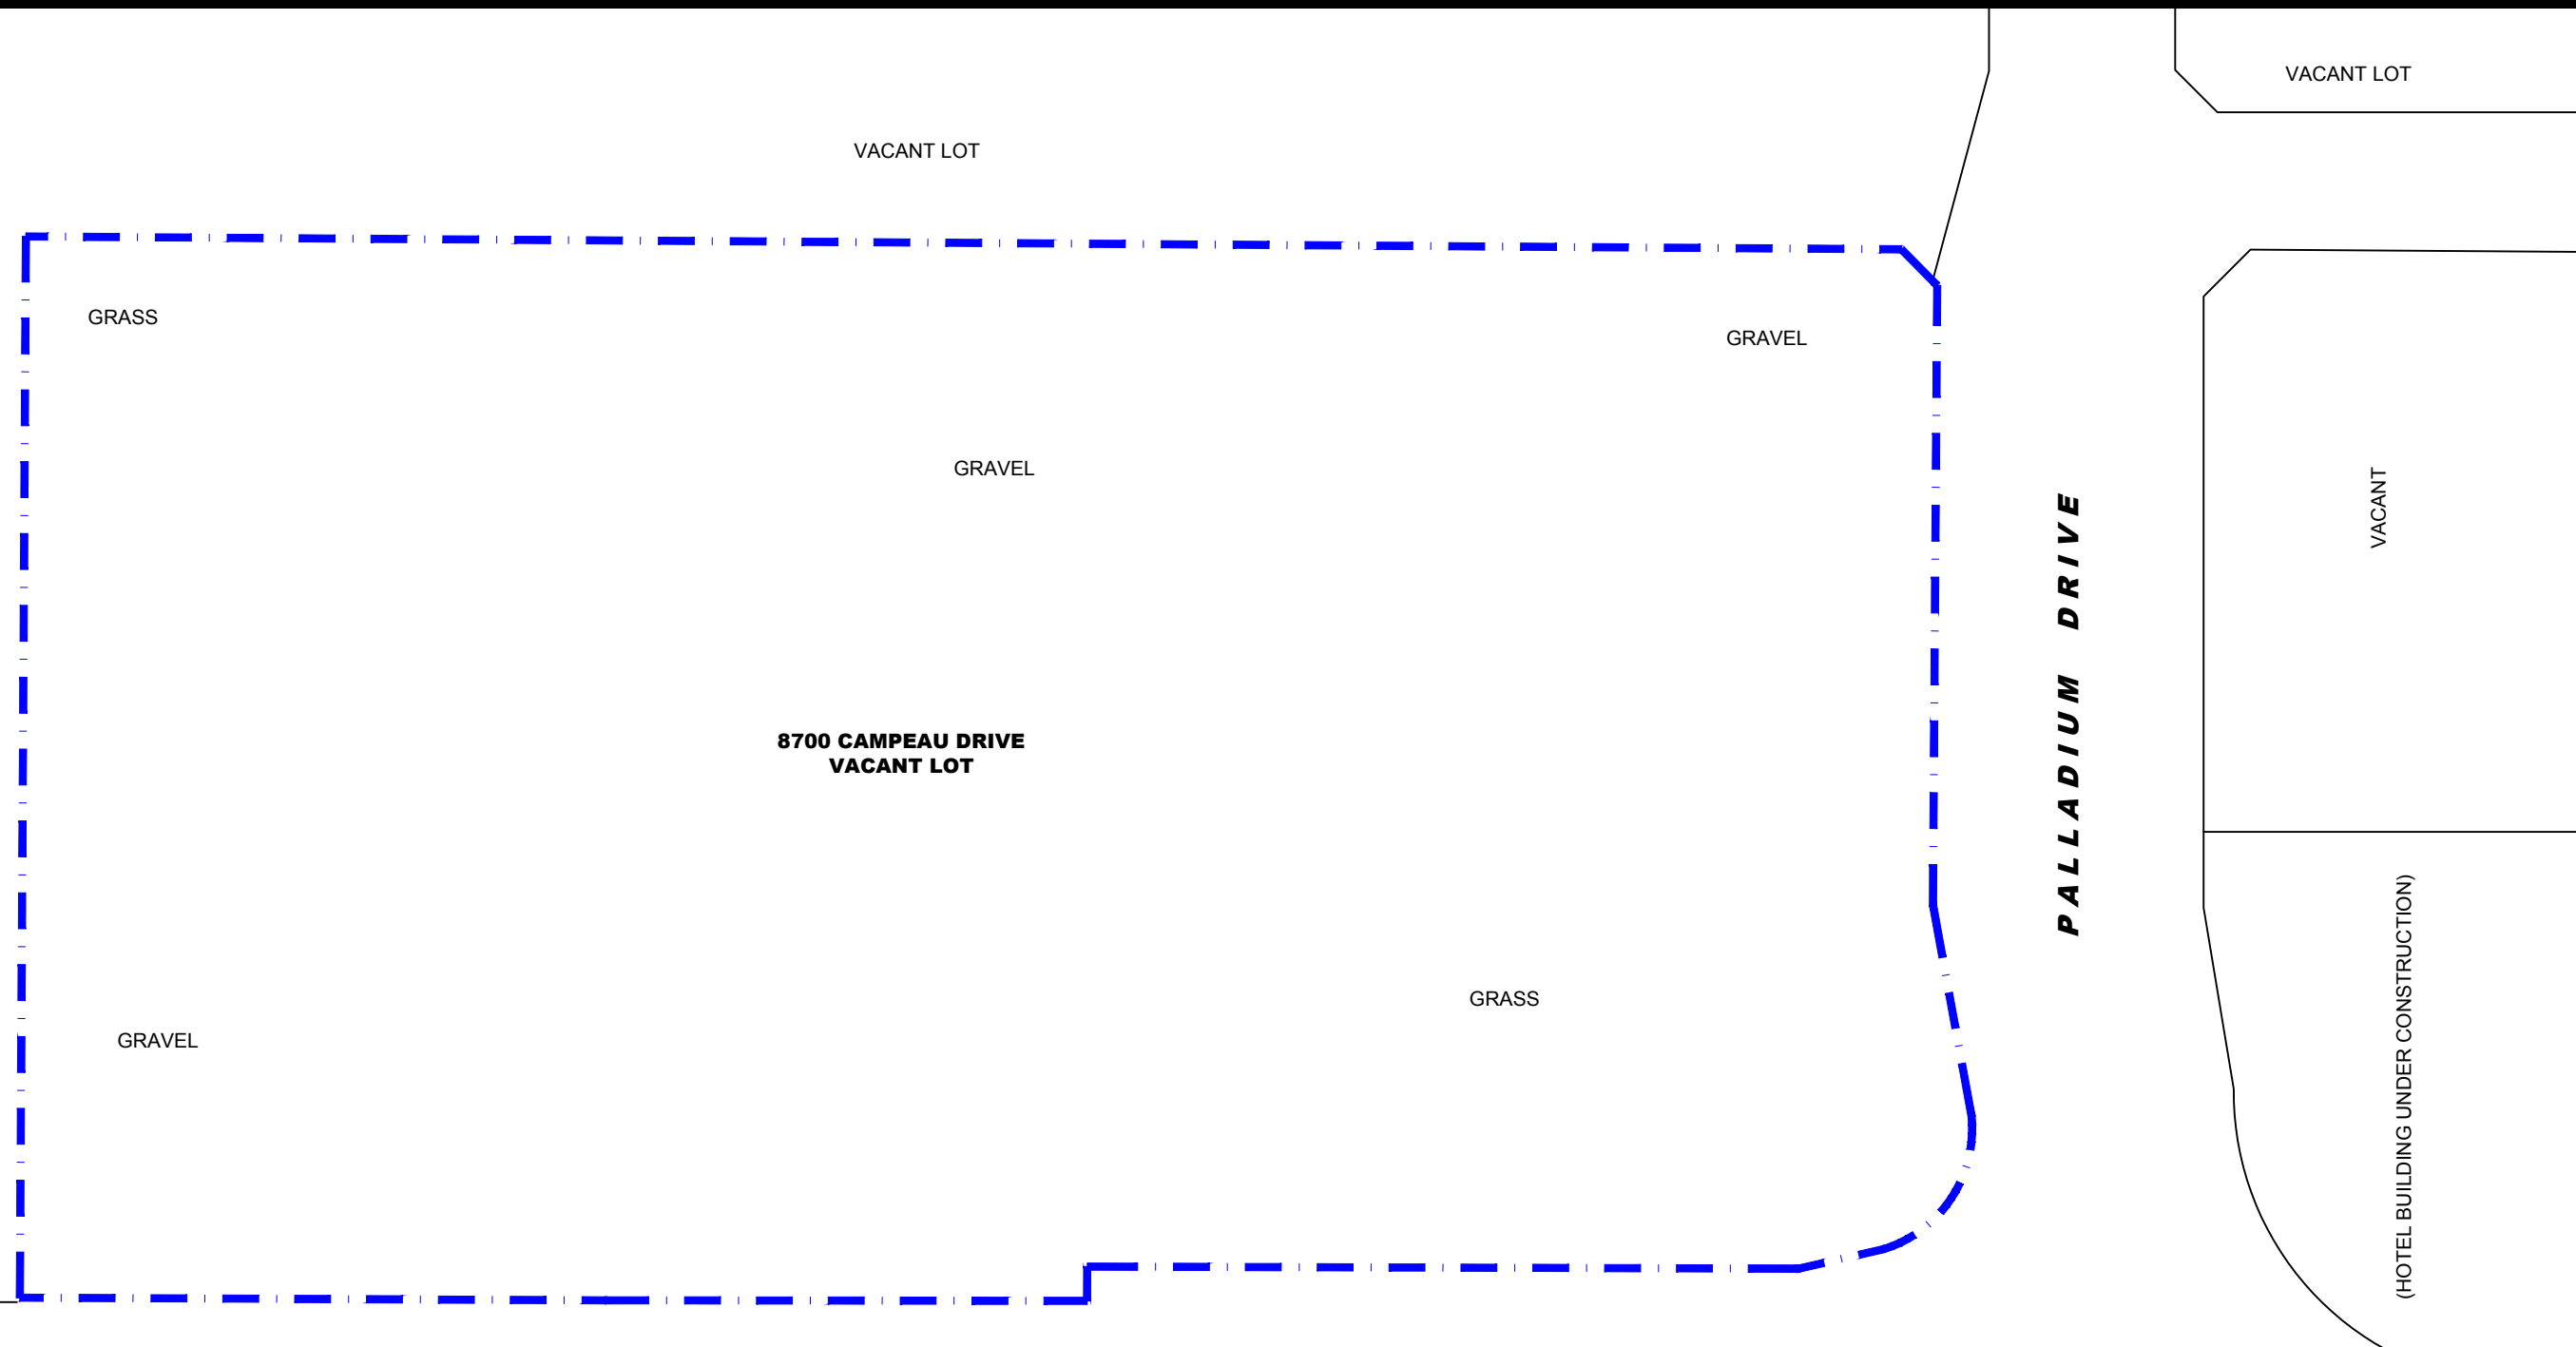 VACANT LOT
VACANT LOT
GRASS
GRAVEL
GRAVEL
VACANT
PALLADIUM DRIVE
8700 CAMPEAU DRIVE
VACANT LOT
GRASS
GRAVEL
(HOTEL BUILDING UNDER CONSTRUCTION)